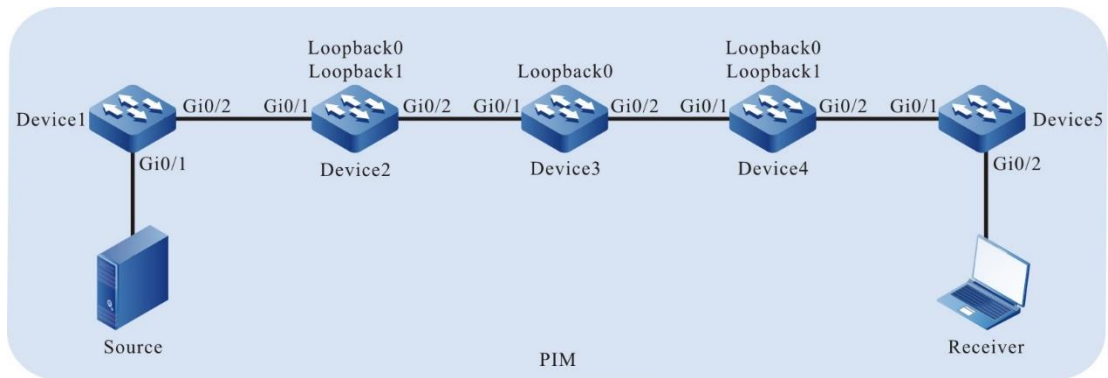 Loopback0
Loopback1
Loopback0
Loopback0
Loopback1
Device1
Gi0/2
Gi0/1
Gi0/2
Gi0/1
Gi0/2
Gi0/1
Gi0/2
Gi0/1
Device5
Gi0/1
Device2
Device3
Device4
Gi0/2
Source
PIM
Receiver